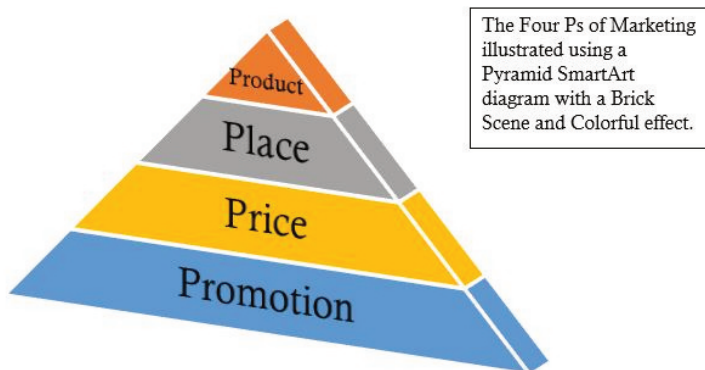 Product
Place
Price
Promotion
The Four Ps of Marketing
illustrated using a
Pyramid SmartArt
diagram with a Brick
Scene and Colorful effect.